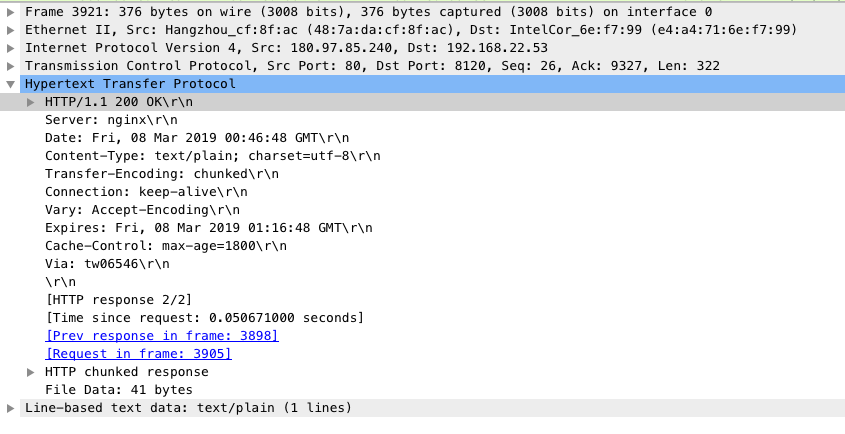 Frame 3921: 376 bytes on wire (3008 bits), 376 bytes captured (3008 bits) on interface 0
Ethernet II, Src: Hangzhou_cf:8f:ac (48:7a:da:cf:8f:ac), Dst: IntelCor_6e:f7:99 (e4:a4:71:6e:f7:99)
Internet Protocol Version 4, Src: 180.97.85.240, Dst: 192.168.22.53
Transmission Control Protocol, Src Port: 80, Dst Port: 8120, Seq: 26, Ack: 9327, Len: 322
Hypertext Transfer Protocol
HTTP/1.1 200 OK\r\n
Server: nginx\r\n
Date: Fri, 08 Mar 2019 00:46:48 GMT\r\n
Content-Type: text/plain; charset=utf-8\r\n
Transfer-Encoding: chunked\r\n
Connection: keep-alive\r\n
Vary: Accept-Encoding\r\n
Expires: Fri, 08 Mar 2019 01:16:48 GMT\r\n
Cache-Control: max-age=1800\r\n
Via: tw06546\r\n
\r\n
[HTTP response 2/2]
[Time since request: 0.050671000 seconds]
[Prev response in frame: 3898]
[Request in frame: 3905]
HTTP chunked response
File Data: 41 bytes
Line-based text data: text/plain (1 lines)